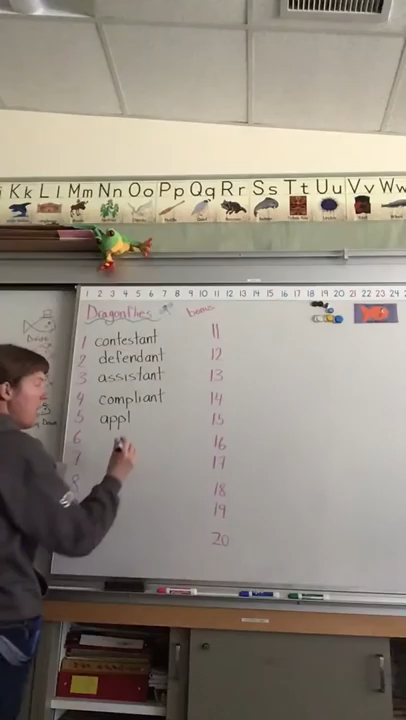 Kk Ll Mm Nn Oo Pp Qq Rr Ss Tt Uu Vv Ww
1 2 3 4 5 6 7 8 9 10 11 12 13 14 15 16 17 18 19 20 21 22 23 24
Dragonflies
1 contestant 11
2 defendant 12
3 assistant 13
4 compliant 14
5 appl 15
6 16
7 17
8 18
19
20